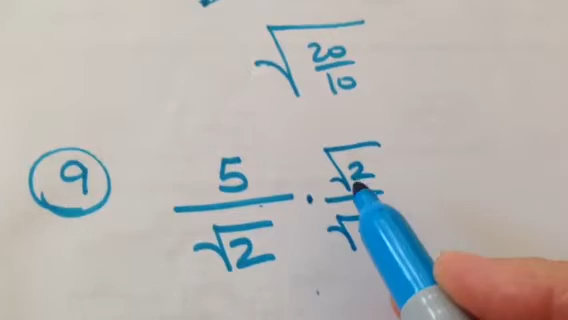 √(20/10)
9 5/√2 · √2/√